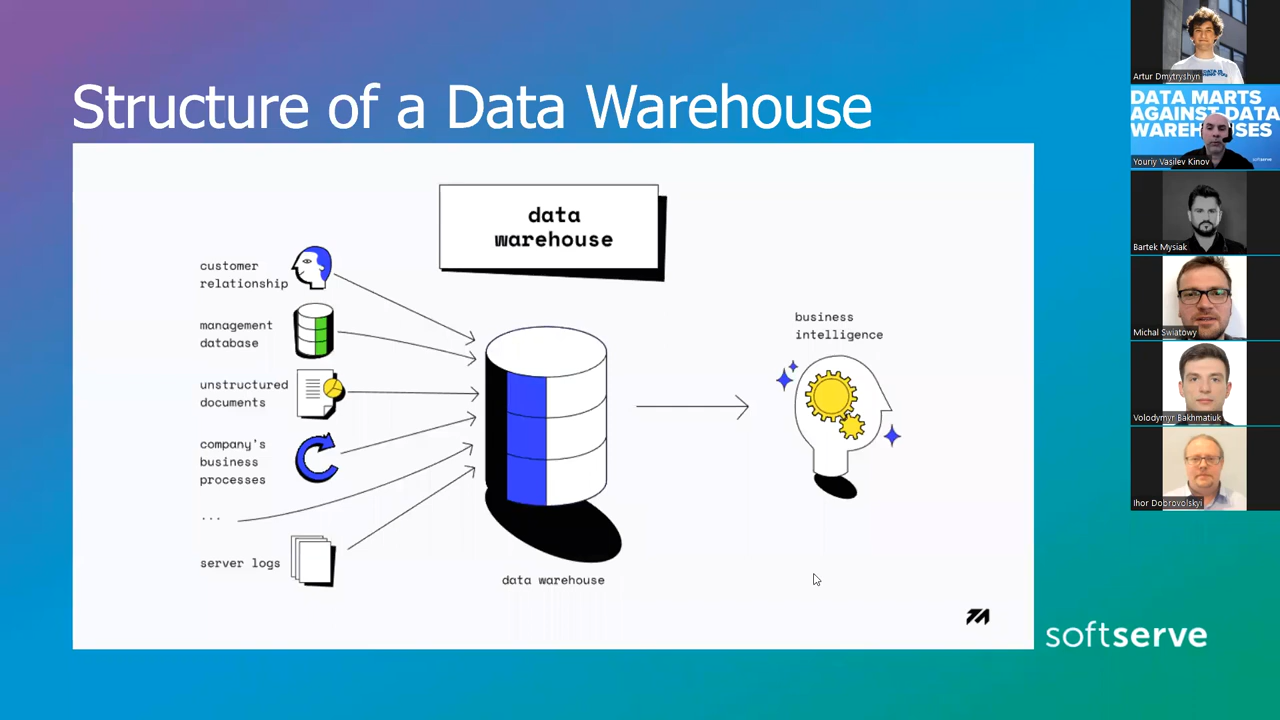 Structure of a Data Warehouse
data
warehouse
customer
relationship
management
database
unstructured
documents
company's
business
processes
...
server logs
data warehouse
business
intelligence
softserve
Artur Dmytryshyn
DATA MARTS
AGAINST DATA
Youriy Vasilev Kinov
softserve
Bartek Mysiak
Michal Swiatowy
Volodymyr Bakhmatiuk
Ihor Dobrovolskyi